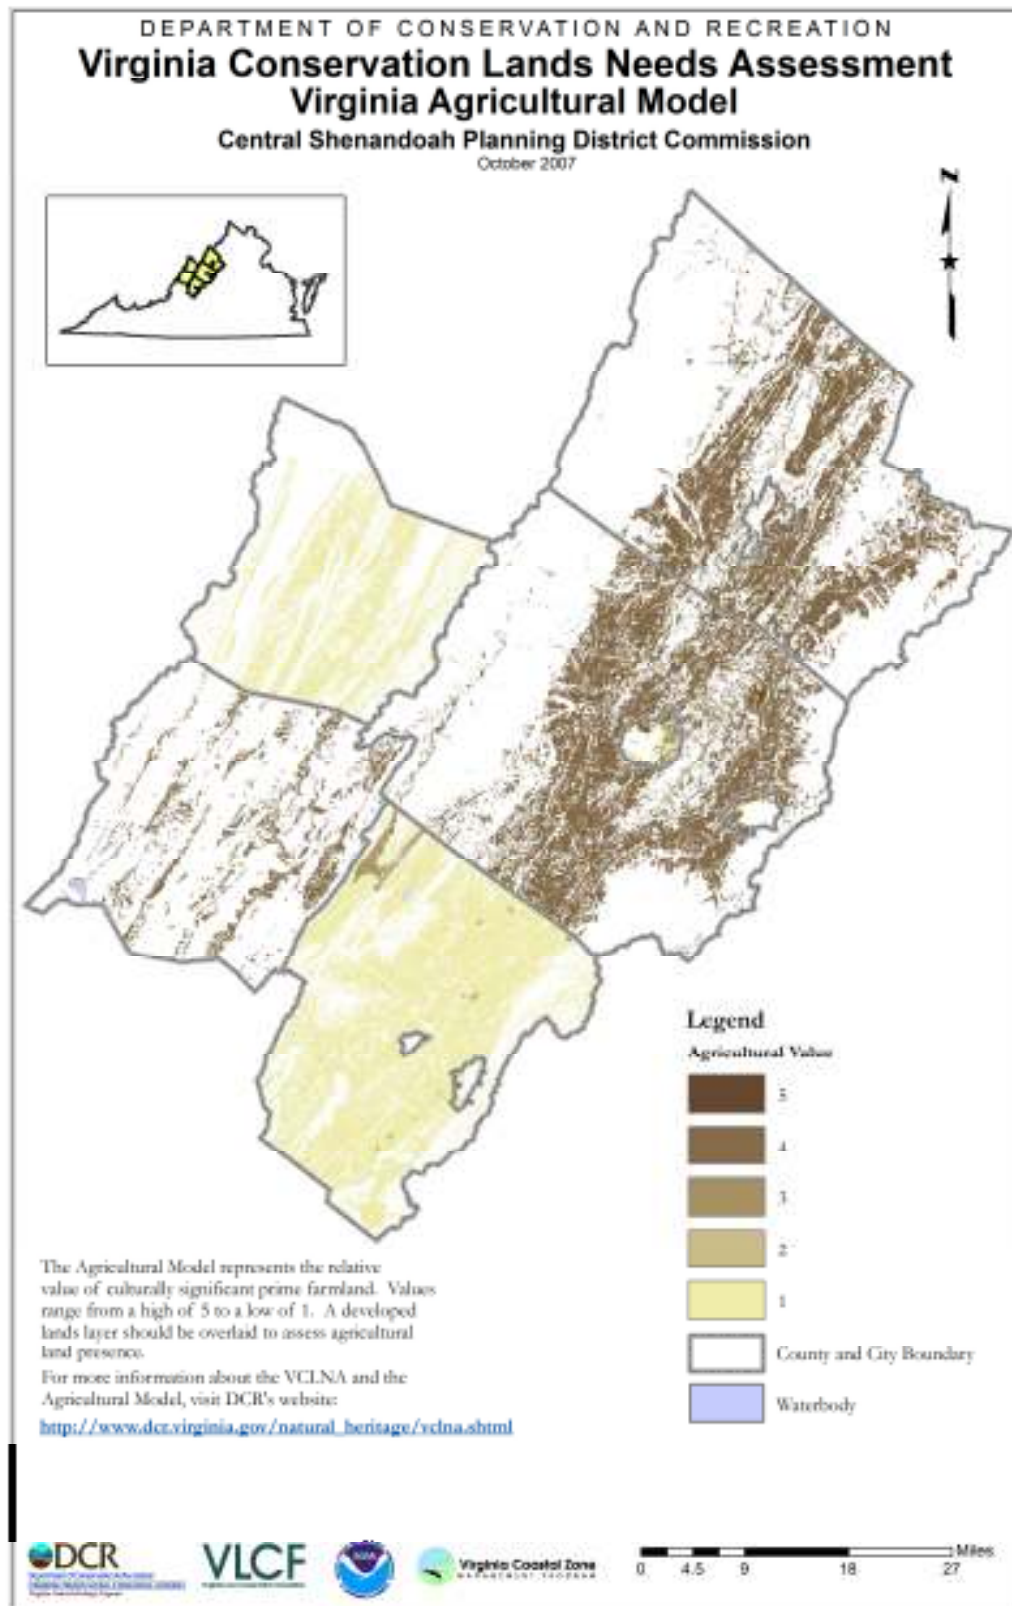 DEPARTMENT OF CONSERVATION AND RECREATION
Virginia Conservation Lands Needs Assessment
Virginia Agricultural Model
Central Shenandoah Planning District Commission
October 2007
N
Legend
Agricultural Value
5
4
3
2
1
County and City Boundary
Waterbody
The Agricultural Model represents the relative
value of culturally significant prime farmland. Values
range from a high of 5 to a low of 1. A developed
lands layer should be overlaid to assess agricultural
land presence.
For more information about the VCLNA and the
Agricultural Model, visit DCR's website:
http://www.dcr.virginia.gov/natural_heritage/vclna.shtml
DCR
VLCF
NOAA
Virginia Coastal Zone
MANAGEMENT PROGRAM
Miles
0 4.5 9 18 27